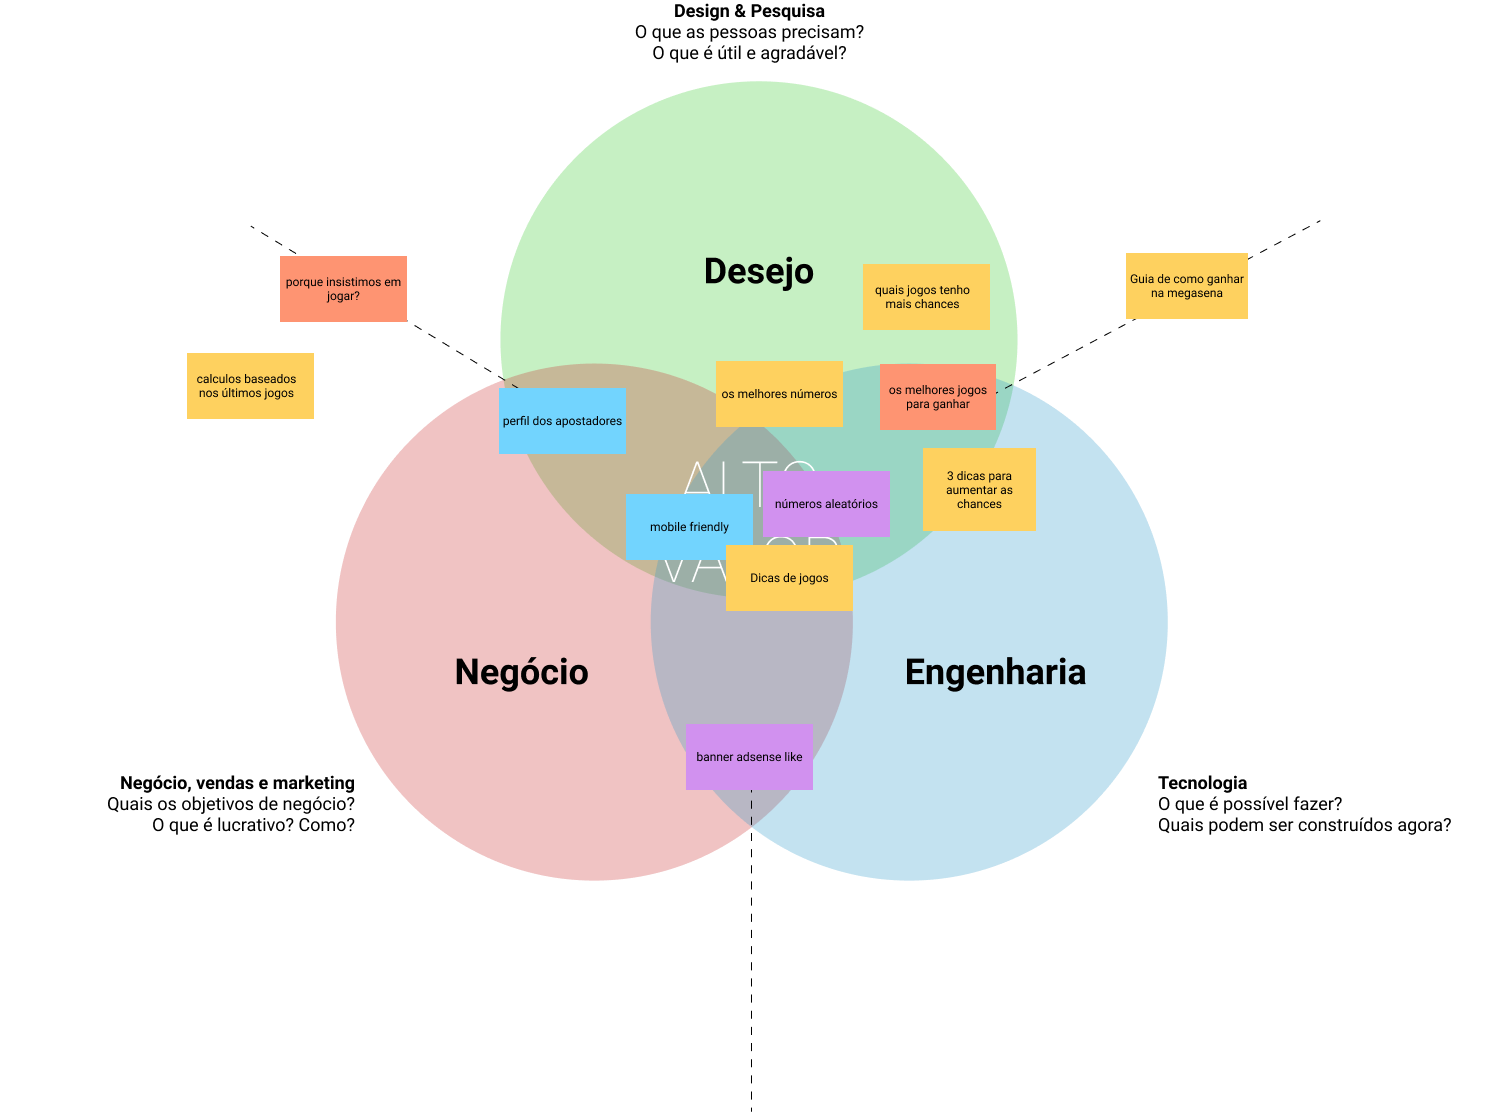 Design & Pesquisa
O que as pessoas precisam?
O que é útil e agradável?
Desejo
quais jogos tenho
mais chances
Guia de como ganhar
na megasena
porque insistimos em
jogar?
calculos baseados
nos últimos jogos
perfil dos apostadores
os melhores números
os melhores jogos
para ganhar
3 dicas para
aumentar as
chances
ALTO
números aleatórios
mobile friendly
Dicas de jogos
Negócio
Engenharia
banner adsense like
Negócio, vendas e marketing
Quais os objetivos de negócio?
O que é lucrativo? Como?
Tecnologia
O que é possível fazer?
Quais podem ser construídos agora?